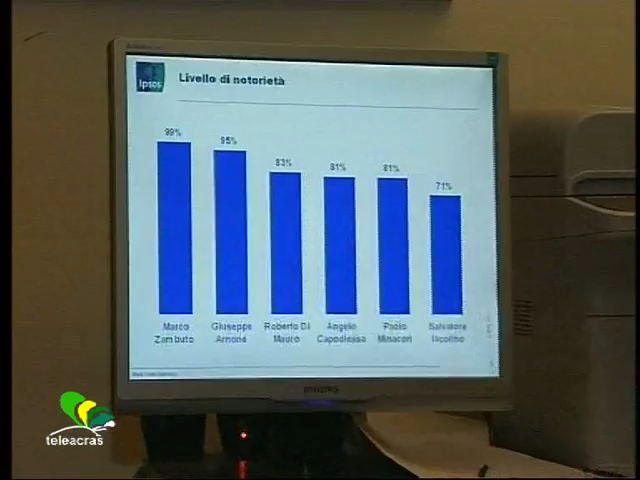 Ipsos
Livello di notorietà
99%
95%
83%
81%
81%
71%
Marco
Zambuto
Giuseppe
Arnone
Roberto Di
Mauro
Angelo
Capodicasa
Paolo
Minacori
Salvatore
Iacolino
PHILIPS
teleacras